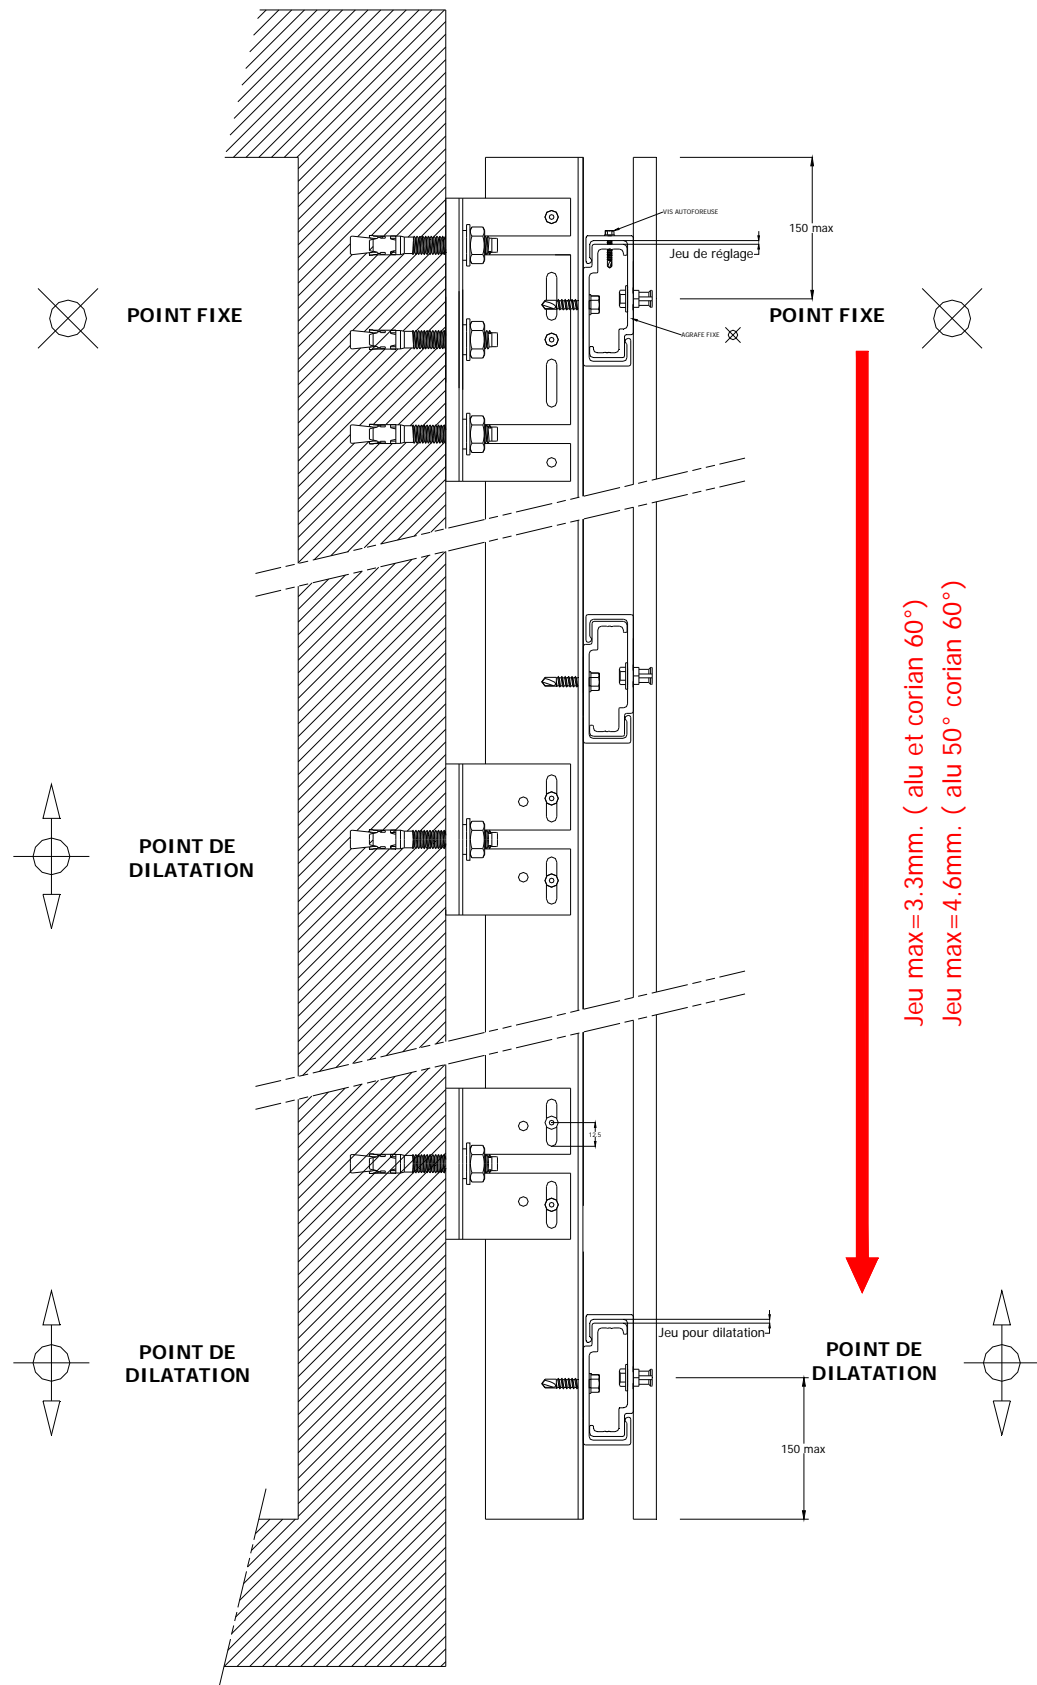 VIS AUTOFOREUSE
150 max
Jeu de réglage
POINT FIXE
POINT FIXE
AGRAFE FIXE
Jeu max=3.3mm. ( alu et corian 60°)
Jeu max=4.6mm. ( alu 50° corian 60°)
POINT DE
DILATATION
12,5
Jeu pour dilatation
POINT DE
DILATATION
POINT DE
DILATATION
150 max